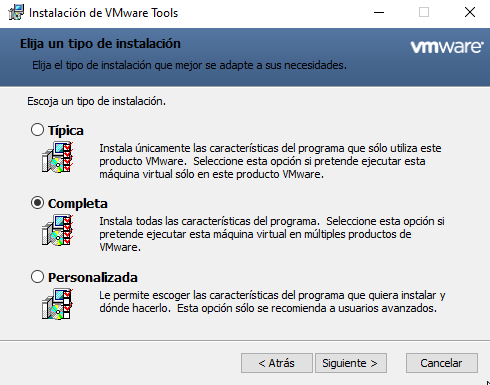 Instalación de VMware Tools
Elija un tipo de instalación
vmware
Elija el tipo de instalación que mejor se adapte a sus necesidades.
Escoja un tipo de instalación.
Típica
Instala únicamente las características del programa que sólo utiliza este
producto VMware. Seleccione esta opción si pretende ejecutar esta
máquina virtual sólo en este producto VMware.
Completa
Instala todas las características del programa. Seleccione esta opción si
pretende ejecutar esta máquina virtual en múltiples productos de
VMware.
Personalizada
Le permite escoger las características del programa que quiera instalar y
dónde hacerlo. Esta opción sólo se recomienda a usuarios avanzados.
< Atrás
Siguiente >
Cancelar